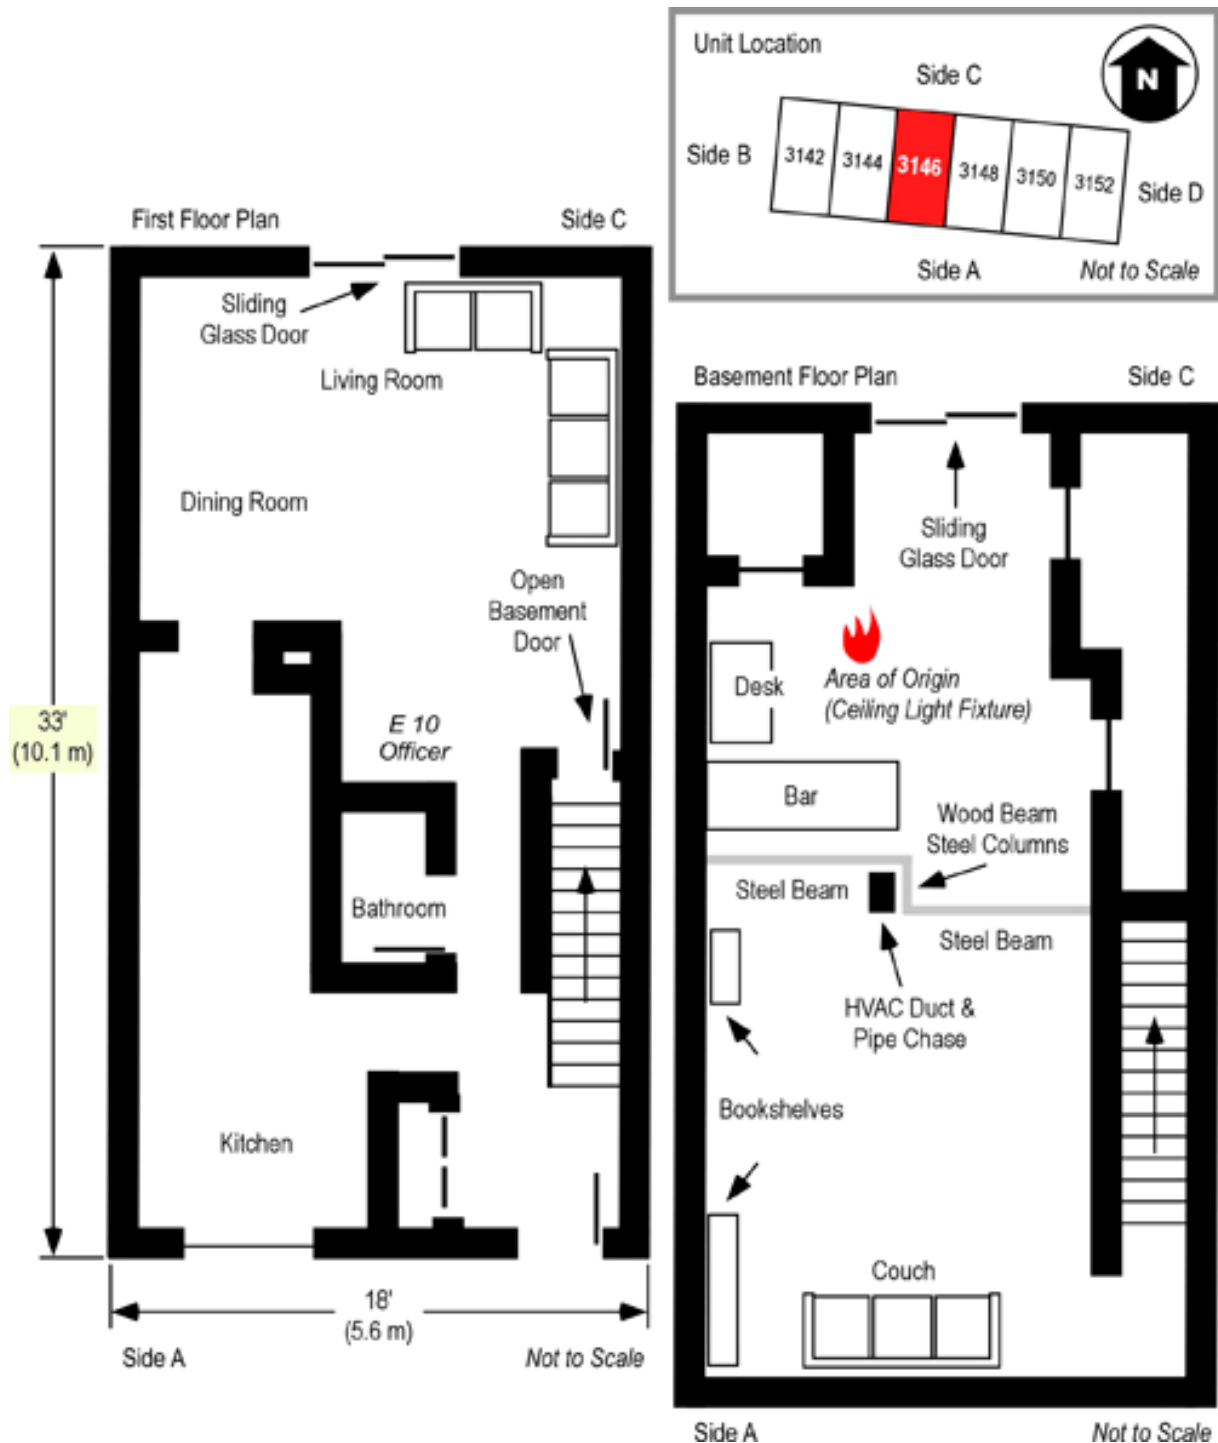 Unit Location
N
Side C
Side B
3142
3144
3146
3148
3150
3152
Side D
Side A
Not to Scale
First Floor Plan
Side C
Sliding
Glass Door
Living Room
Dining Room
Open
Basement
Door
33'
(10.1 m)
E 10
Officer
Bathroom
Kitchen
18'
(5.6 m)
Side A
Not to Scale
Basement Floor Plan
Side C
Sliding
Glass Door
Desk
Area of Origin
(Ceiling Light Fixture)
Bar
Wood Beam
Steel Columns
Steel Beam
Steel Beam
HVAC Duct &
Pipe Chase
Bookshelves
Couch
Side A
Not to Scale